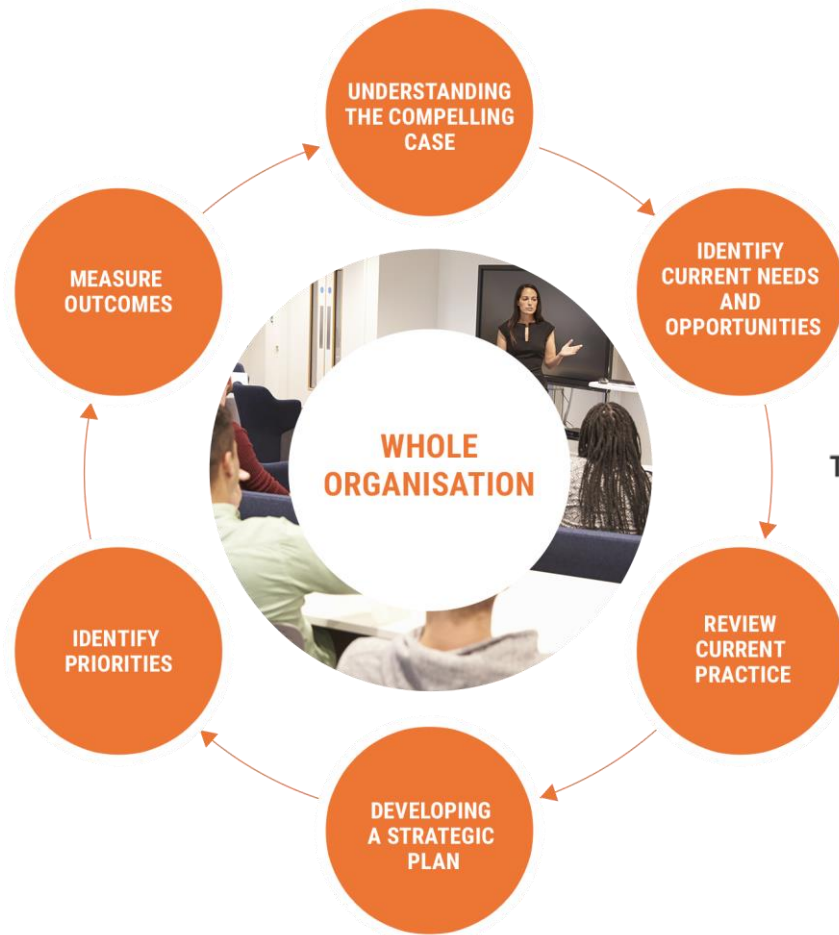 UNDERSTANDING
THE COMPELLING
CASE
IDENTIFY
CURRENT NEEDS
AND
OPPORTUNITIES
REVIEW
CURRENT
PRACTICE
DEVELOPING
A STRATEGIC
PLAN
IDENTIFY
PRIORITIES
MEASURE
OUTCOMES
WHOLE
ORGANISATION